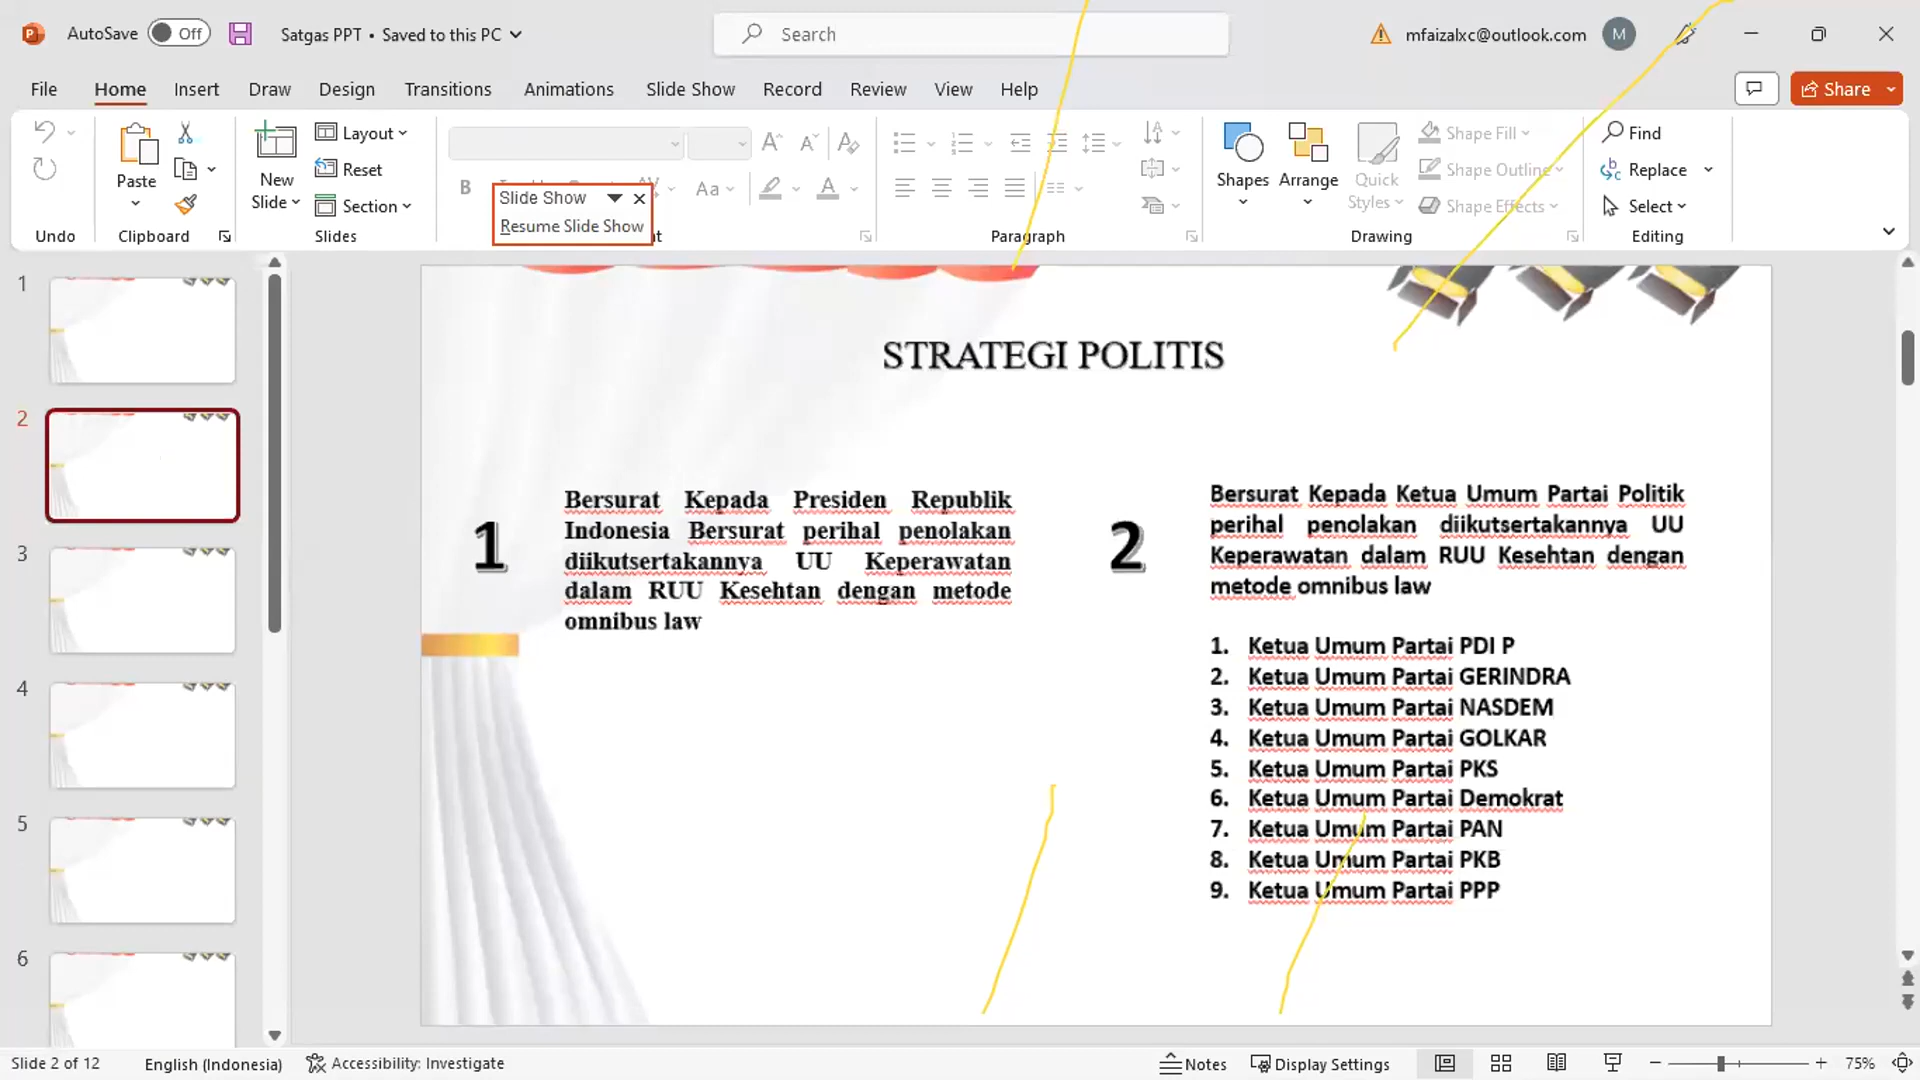 AutoSave Off Satgas PPT • Saved to this PC Search mfaizalxc@outlook.com M
File Home Insert Draw Design Transitions Animations Slide Show Record Review View Help Share
Undo
Paste
Clipboard
New Slide
Layout
Reset
Section
Slides
B
Aa
A
Slide Show
Resume Slide Show
Paragraph
Shapes
Arrange
Quick Styles
Shape Fill
Shape Outline
Shape Effects
Drawing
Find
Replace
Select
Editing
1
2
3
4
5
6
STRATEGI POLITIS
1
Bersurat Kepada Presiden Republik
Indonesia Bersurat perihal penolakan
diikutsertakannya UU Keperawatan
dalam RUU Kesehtan dengan metode
omnibus law
2
Bersurat Kepada Ketua Umum Partai Politik
perihal penolakan diikutsertakannya UU
Keperawatan dalam RUU Kesehtan dengan
metode omnibus law
1. Ketua Umum Partai PDI P
2. Ketua Umum Partai GERINDRA
3. Ketua Umum Partai NASDEM
4. Ketua Umum Partai GOLKAR
5. Ketua Umum Partai PKS
6. Ketua Umum Partai Demokrat
7. Ketua Umum Partai PAN
8. Ketua Umum Partai PKB
9. Ketua Umum Partai PPP
Slide 2 of 12 English (Indonesia) Accessibility: Investigate Notes Display Settings 75%